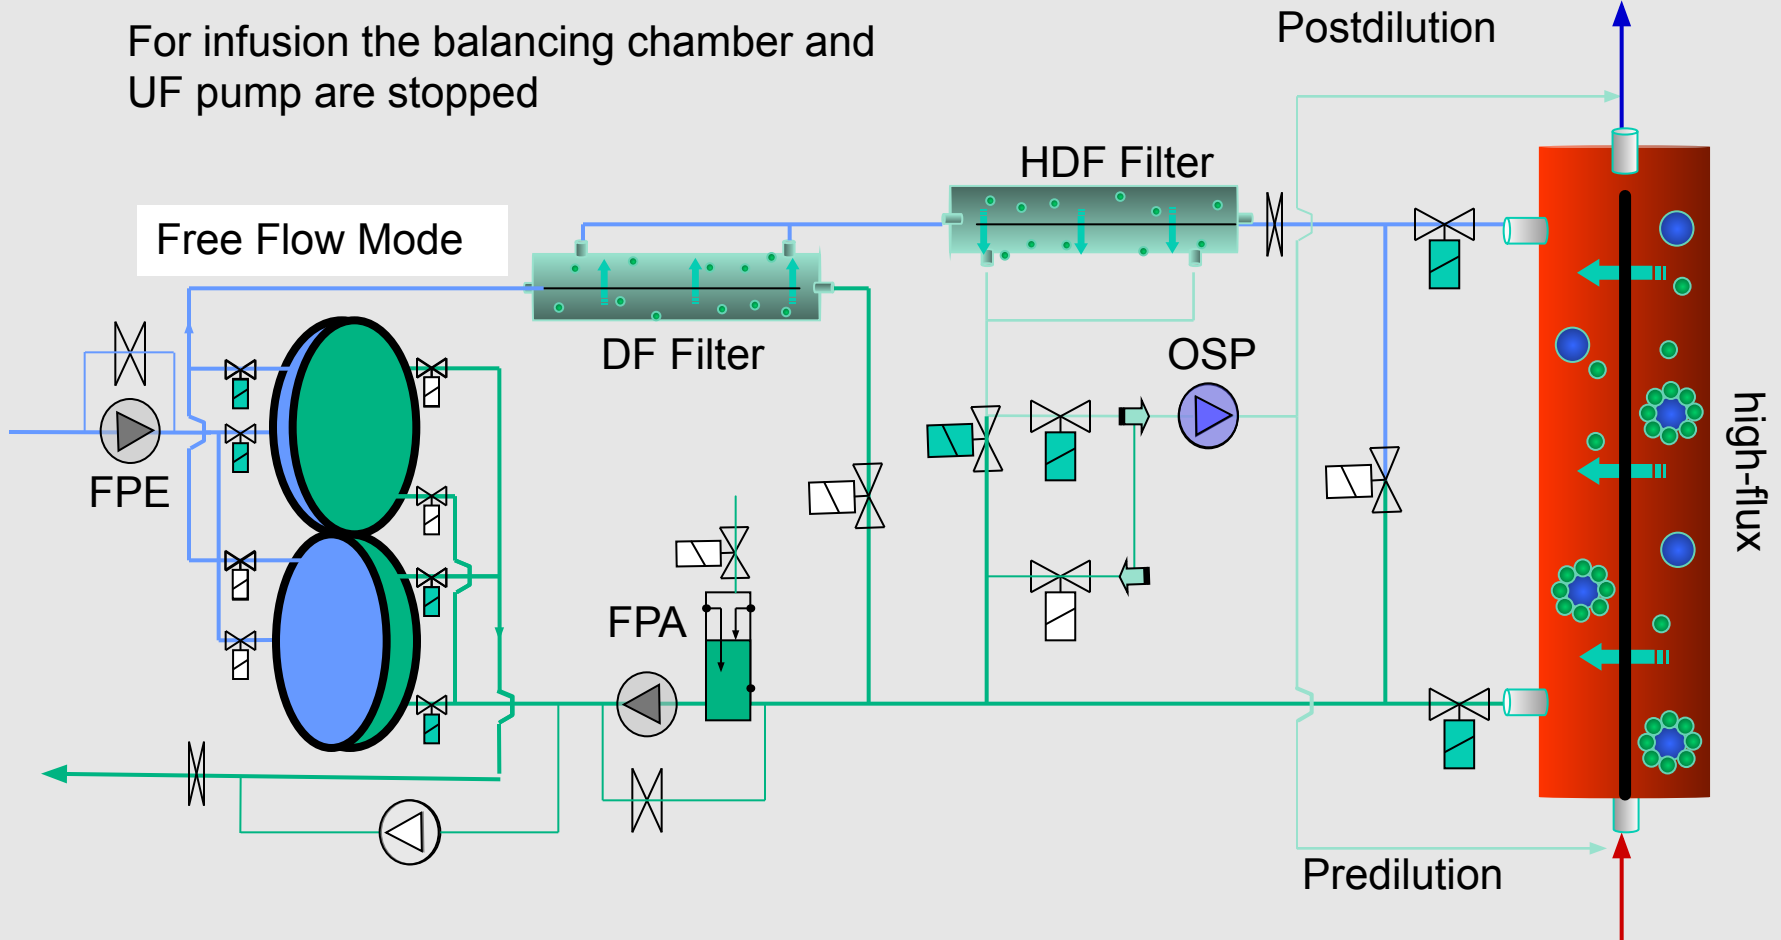 For infusion the balancing chamber and
UF pump are stopped
Postdilution
HDF Filter
Free Flow Mode
DF Filter
OSP
FPE
high-flux
FPA
Predilution